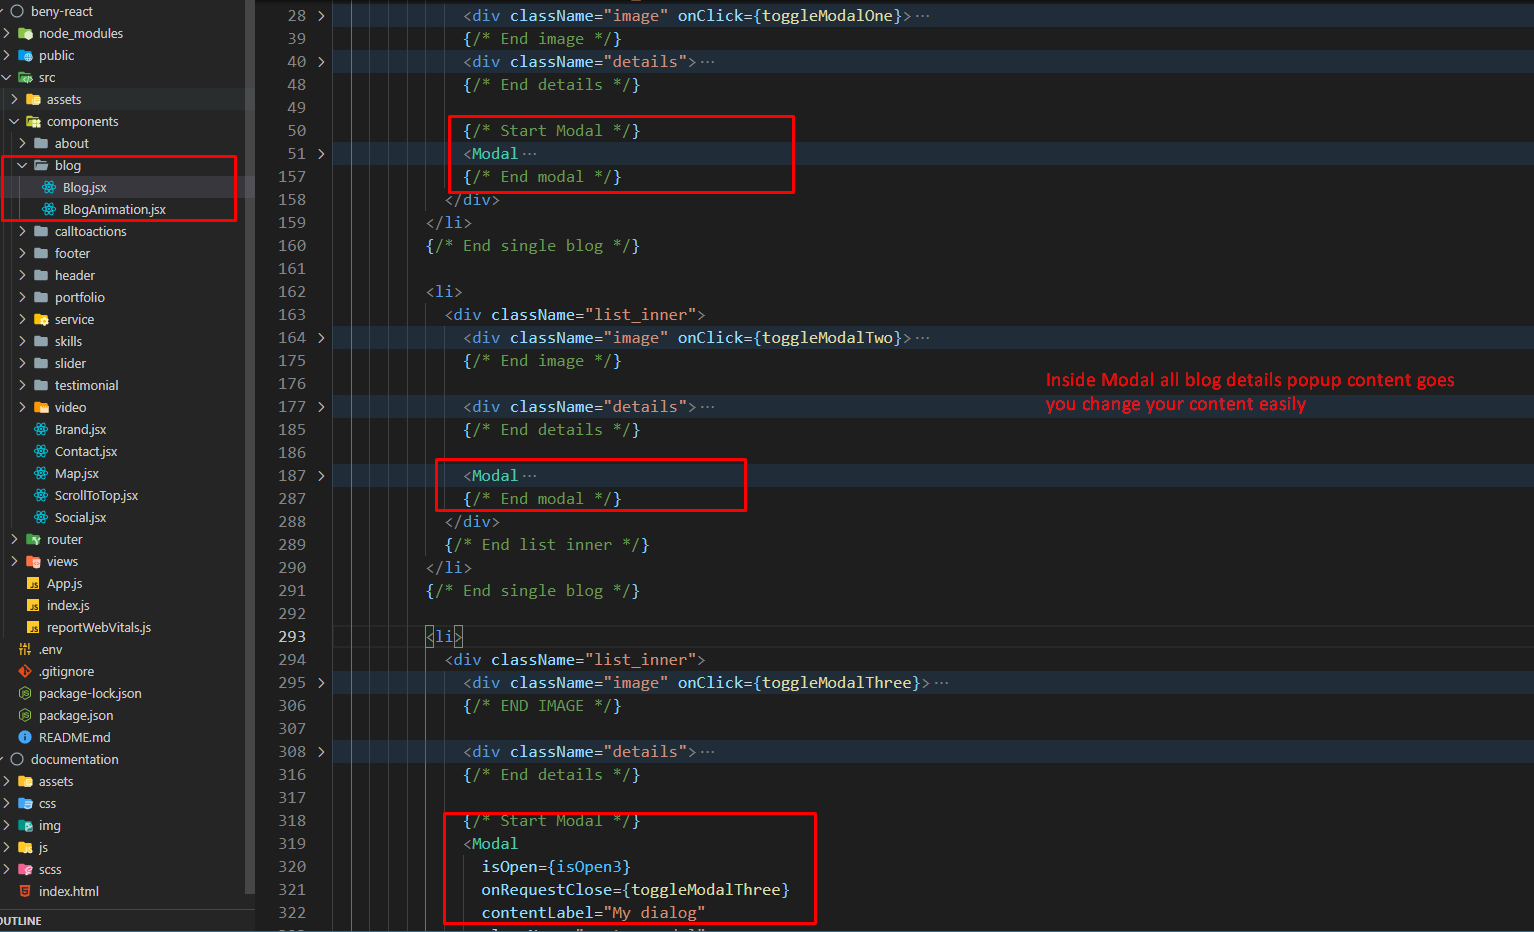 beny-react
node_modules
public
src
assets
components
about
blog
Blog.jsx
BlogAnimation.jsx
calltoactions
footer
header
portfolio
service
skills
slider
testimonial
video
Brand.jsx
Contact.jsx
Map.jsx
ScrollToTop.jsx
Social.jsx
router
views
App.js
index.js
reportWebVitals.js
.env
.gitignore
package-lock.json
package.json
README.md
documentation
assets
css
img
js
scss
index.html
OUTLINE
28 <div className="image" onClick={toggleModalOne}>···
39 {/* End image */}
40 <div className="details">···
48 {/* End details */}
49
50 {/* Start Modal */}
51 <Modal···
157 {/* End modal */}
158 </div>
159 </li>
160 {/* End single blog */}
161
162 <li>
163 <div className="list_inner">
164 <div className="image" onClick={toggleModalTwo}>···
175 {/* End image */}
176
177 <div className="details">···
185 {/* End details */}
186
187 <Modal···
287 {/* End modal */}
288 </div>
289 {/* End list inner */}
290 </li>
291 {/* End single blog */}
292
293 <li>
294 <div className="list_inner">
295 <div className="image" onClick={toggleModalThree}>···
306 {/* END IMAGE */}
307
308 <div className="details">···
316 {/* End details */}
317
318 {/* Start Modal */}
319 <Modal
320 isOpen={isOpen3}
321 onRequestClose={toggleModalThree}
322 contentLabel="My dialog"
Inside Modal all blog details popup content goes
you change your content easily